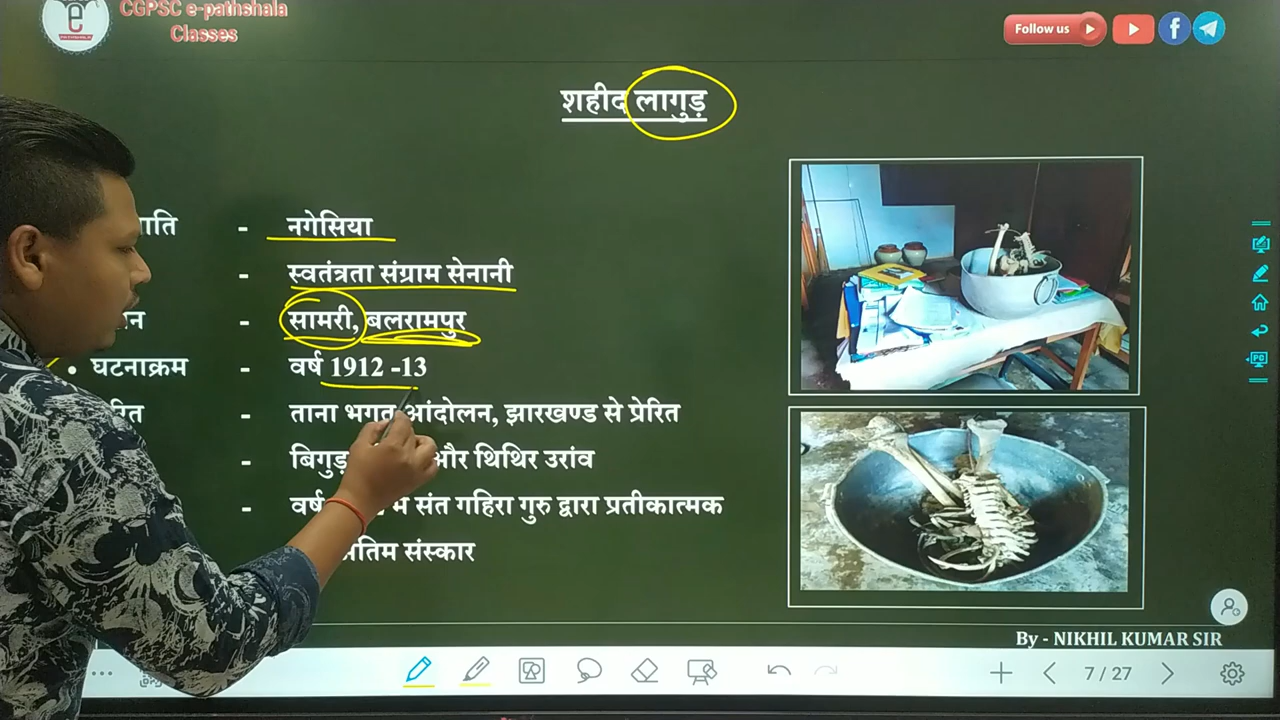 CGPSC e-pathshala
Classes
Follow us
शहीद लागुड़
- नगेसिया
- स्वतंत्रता संग्राम सेनानी
- सामरी, बलरामपुर
• घटनाक्रम - वर्ष 1912 -13
ताना भगत आंदोलन, झारखण्ड से प्रेरित
- और थिथिर उरांव
- वर्ष में संत गहिरा गुरु द्वारा प्रतीकात्मक
संस्कार
By - NIKHIL KUMAR SIR
7 / 27